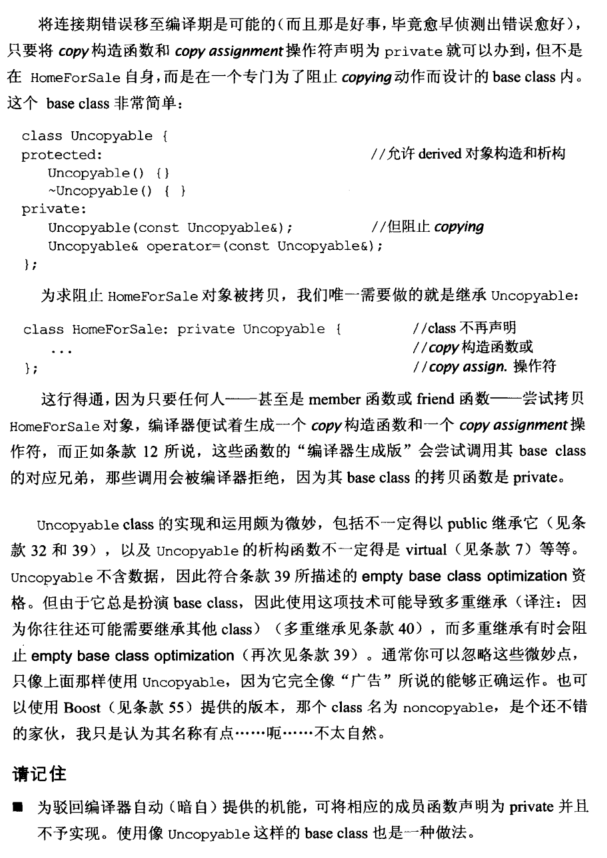 将连接期错误移至编译期是可能的（而且那是好事，毕竟愈早侦测出错误愈好），
只要将 copy 构造函数和 copy assignment 操作符声明为 private 就可以办到，但不是
在 HomeForSale 自身，而是在一个专门为了阻止 copying 动作而设计的 base class 内。
这个 base class 非常简单：
class Uncopyable {
protected: //允许 derived 对象构造和析构
Uncopyable() {}
~Uncopyable() { }
private:
Uncopyable(const Uncopyable&); //但阻止 copying
Uncopyable& operator=(const Uncopyable&);
};
为求阻止 HomeForSale 对象被拷贝，我们唯一需要做的就是继承 Uncopyable：
class HomeForSale: private Uncopyable { //class 不再声明
... //copy 构造函数或
}; //copy assign. 操作符
这行得通，因为只要任何人——甚至是 member 函数或 friend 函数——尝试拷贝
HomeForSale 对象，编译器便试着生成一个 copy 构造函数和一个 copy assignment 操
作符，而正如条款 12 所说，这些函数的“编译器生成版”会尝试调用其 base class
的对应兄弟，那些调用会被编译器拒绝，因为其 base class 的拷贝函数是 private。
Uncopyable class 的实现和运用颇为微妙，包括不一定得以 public 继承它（见条
款 32 和 39），以及 Uncopyable 的析构函数不一定得是 virtual（见条款 7）等等。
Uncopyable 不含数据，因此符合条款 39 所描述的 empty base class optimization 资
格。但由于它总是扮演 base class，因此使用这项技术可能导致多重继承（译注：因
为你往往还可能需要继承其他 class）（多重继承见条款 40），而多重继承有时会阻
止 empty base class optimization（再次见条款 39）。通常你可以忽略这些微妙点，
只像上面那样使用 Uncopyable，因为它完全像“广告”所说的能够正确运作。也可
以使用 Boost（见条款 55）提供的版本，那个 class 名为 noncopyable，是个还不错
的家伙，我只是认为其名称有点……呃……不太自然。
请记住
■ 为驳回编译器自动（暗自）提供的机能，可将相应的成员函数声明为 private 并且
不予实现。使用像 Uncopyable 这样的 base class 也是一种做法。